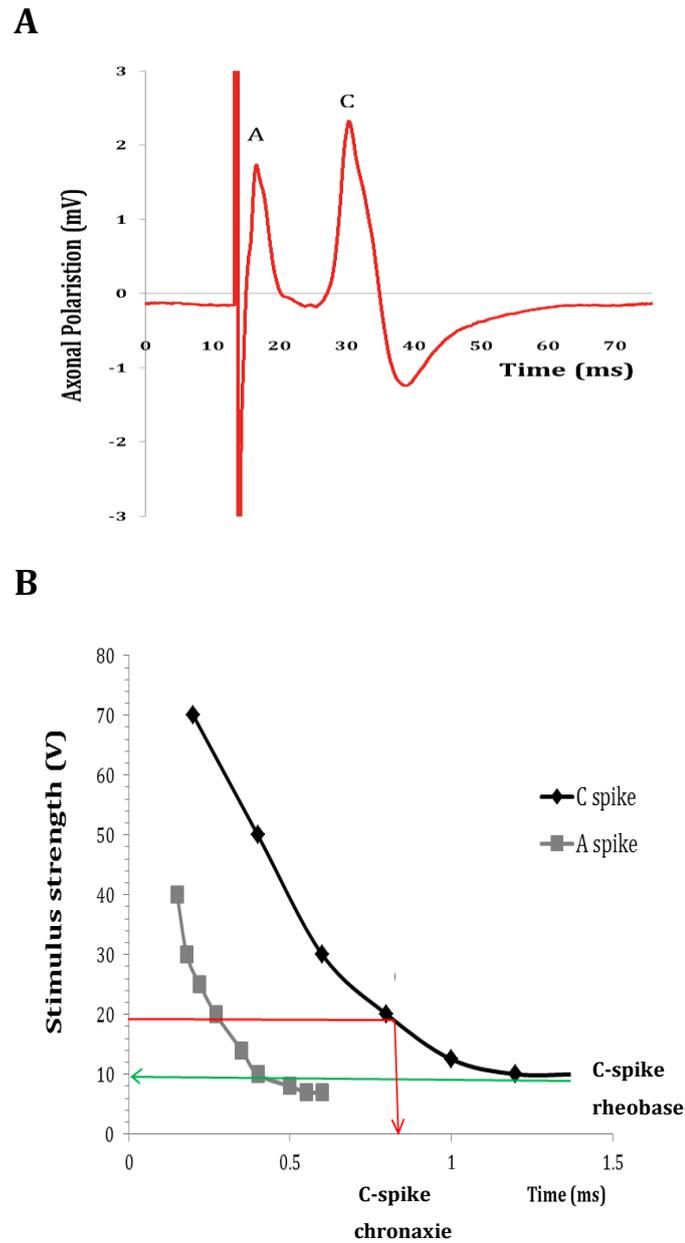 A
3
A
C
2
1
0
0 10 20 30 40 50 60 70
-1
Time (ms)
-2
-3
Axonal Polaristion (mV)
B
80
70
60
50
40
30
20
10
0
Stimulus strength (V)
C spike
A spike
C-spike
rheobase
0 0.5 1 1.5
C-spike
chronaxie
Time (ms)